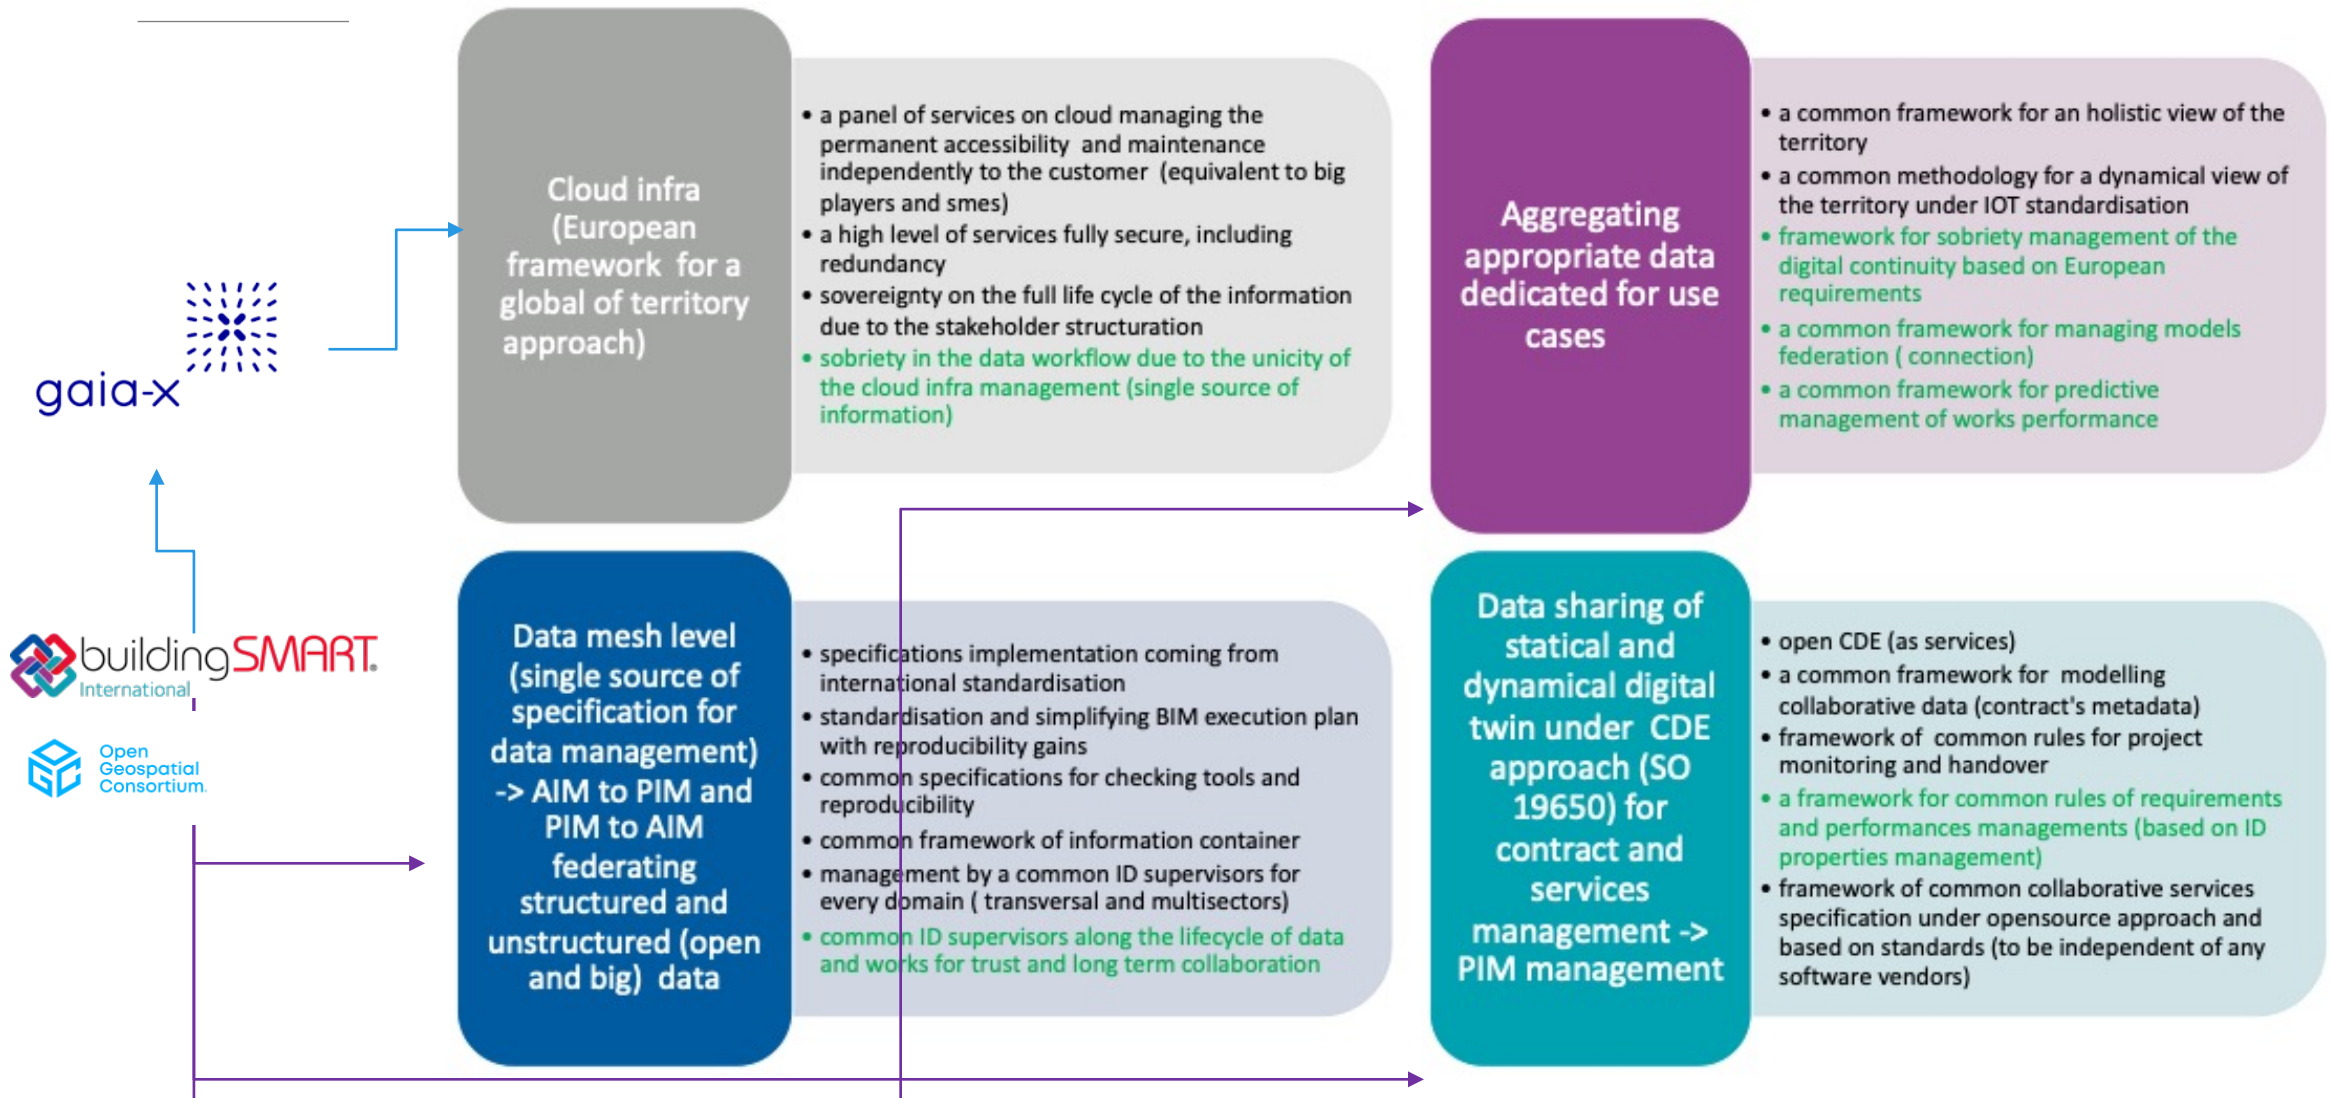 gaia-x
buildingSMART®
International
Open
Geospatial
Consortium.
Cloud infra
(European
framework for a
global of territory
approach)
• a panel of services on cloud managing the
permanent accessibility and maintenance
independently to the customer (equivalent to big
players and smes)
• a high level of services fully secure, including
redundancy
• sovereignty on the full life cycle of the information
due to the stakeholder structuration
• sobriety in the data workflow due to the unicity of
the cloud infra management (single source of
information)
Aggregating
appropriate data
dedicated for use
cases
• a common framework for an holistic view of the
territory
• a common methodology for a dynamical view of
the territory under IOT standardisation
• framework for sobriety management of the
digital continuity based on European
requirements
• a common framework for managing models
federation ( connection)
• a common framework for predictive
management of works performance
Data mesh level
(single source of
specification for
data management)
-> AIM to PIM and
PIM to AIM
federating
structured and
unstructured (open
and big) data
• specifications implementation coming from
international standardisation
• standardisation and simplifying BIM execution plan
with reproducibility gains
• common specifications for checking tools and
reproducibility
• common framework of information container
• management by a common ID supervisors for
every domain ( transversal and multisectors)
• common ID supervisors along the lifecycle of data
and works for trust and long term collaboration
Data sharing of
statical and
dynamical digital
twin under CDE
approach (SO
19650) for
contract and
services
management ->
PIM management
• open CDE (as services)
• a common framework for modelling
collaborative data (contract's metadata)
• framework of common rules for project
monitoring and handover
• a framework for common rules of requirements
and performances managements (based on ID
properties management)
• framework of common collaborative services
specification under opensource approach and
based on standards (to be independent of any
software vendors)